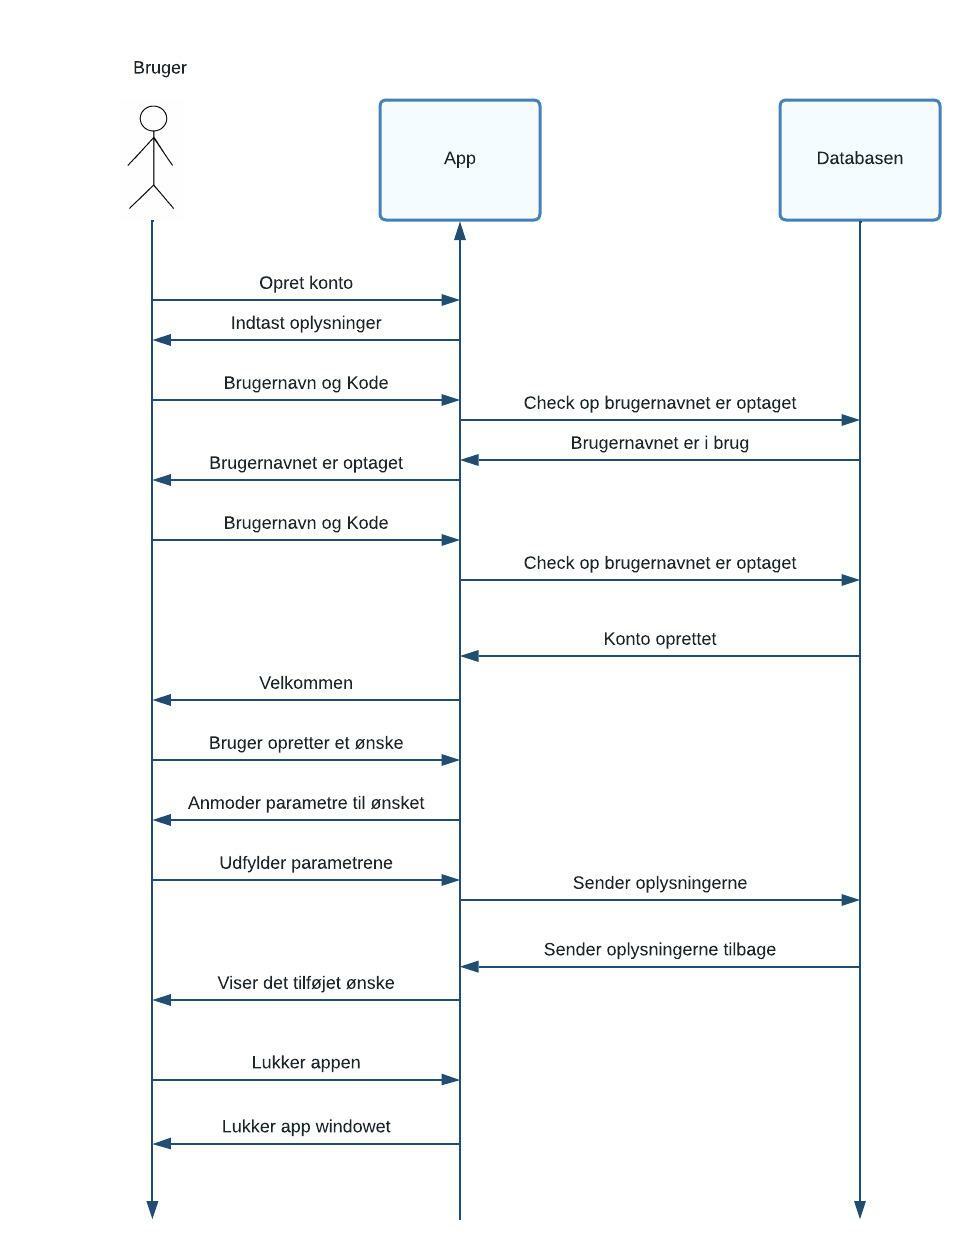 Bruger
App
Databasen
Opret konto
Indtast oplysninger
Brugernavn og Kode
Check op brugernavnet er optaget
Brugernavnet er i brug
Brugernavnet er optaget
Brugernavn og Kode
Check op brugernavnet er optaget
Konto oprettet
Velkommen
Bruger opretter et ønske
Anmoder parametre til ønsket
Udfylder parametrene
Sender oplysningerne
Sender oplysningerne tilbage
Viser det tilføjet ønske
Lukker appen
Lukker app windowet